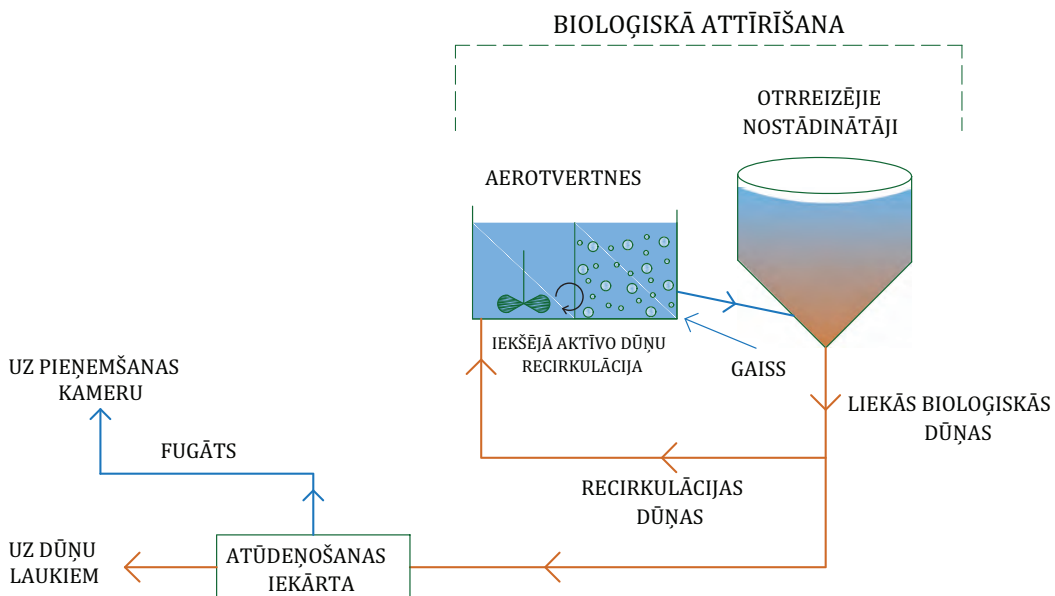 BIOLOĢISKĀ ATTĪRĪŠANA
OTRREIZĒJIE
NOSTĀDINĀTĀJI
AEROTVERTNES
IEKŠĒJĀ AKTĪVO DŪŅU
RECIRKULĀCIJA
GAISS
UZ PIEŅEMŠANAS
KAMERU
LIEKĀS BIOLOĢISKĀS
DŪŅAS
FUGĀTS
RECIRKULĀCIJAS
DŪŅAS
UZ DŪŅU
LAUKIEM
ATŪDEŅOŠANAS
IEKĀRTA